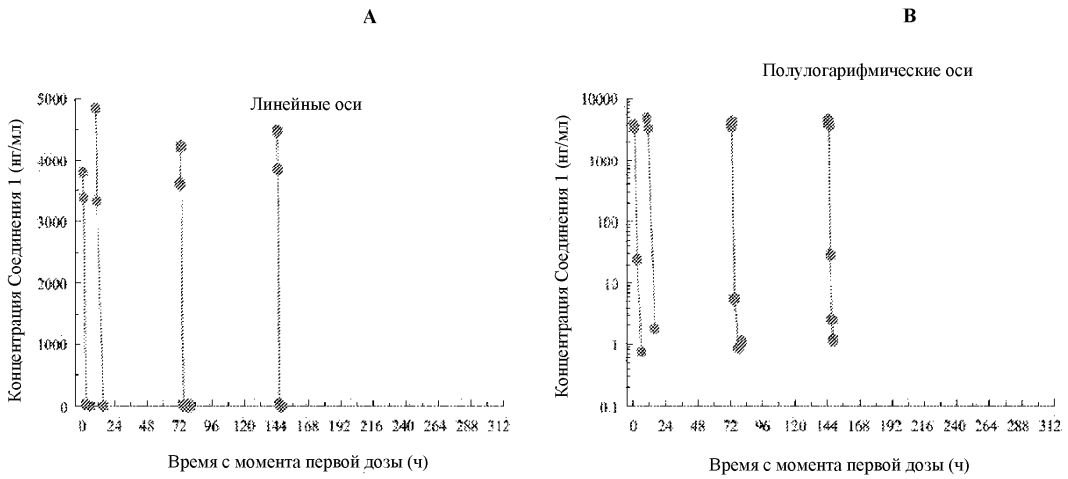 A
Линейные оси
Концентрация Соединения 1 (нг/мл)
5000
4000
3000
2000
1000
0
0 24 48 72 96 120 144 168 192 216 240 264 288 312
Время с момента первой дозы (ч)
B
Полулогарифмические оси
Концентрация Соединения 1 (нг/мл)
10000
1000
100
10
1
0.1
0 24 48 72 96 120 144 168 192 216 240 264 288 312
Время с момента первой дозы (ч)